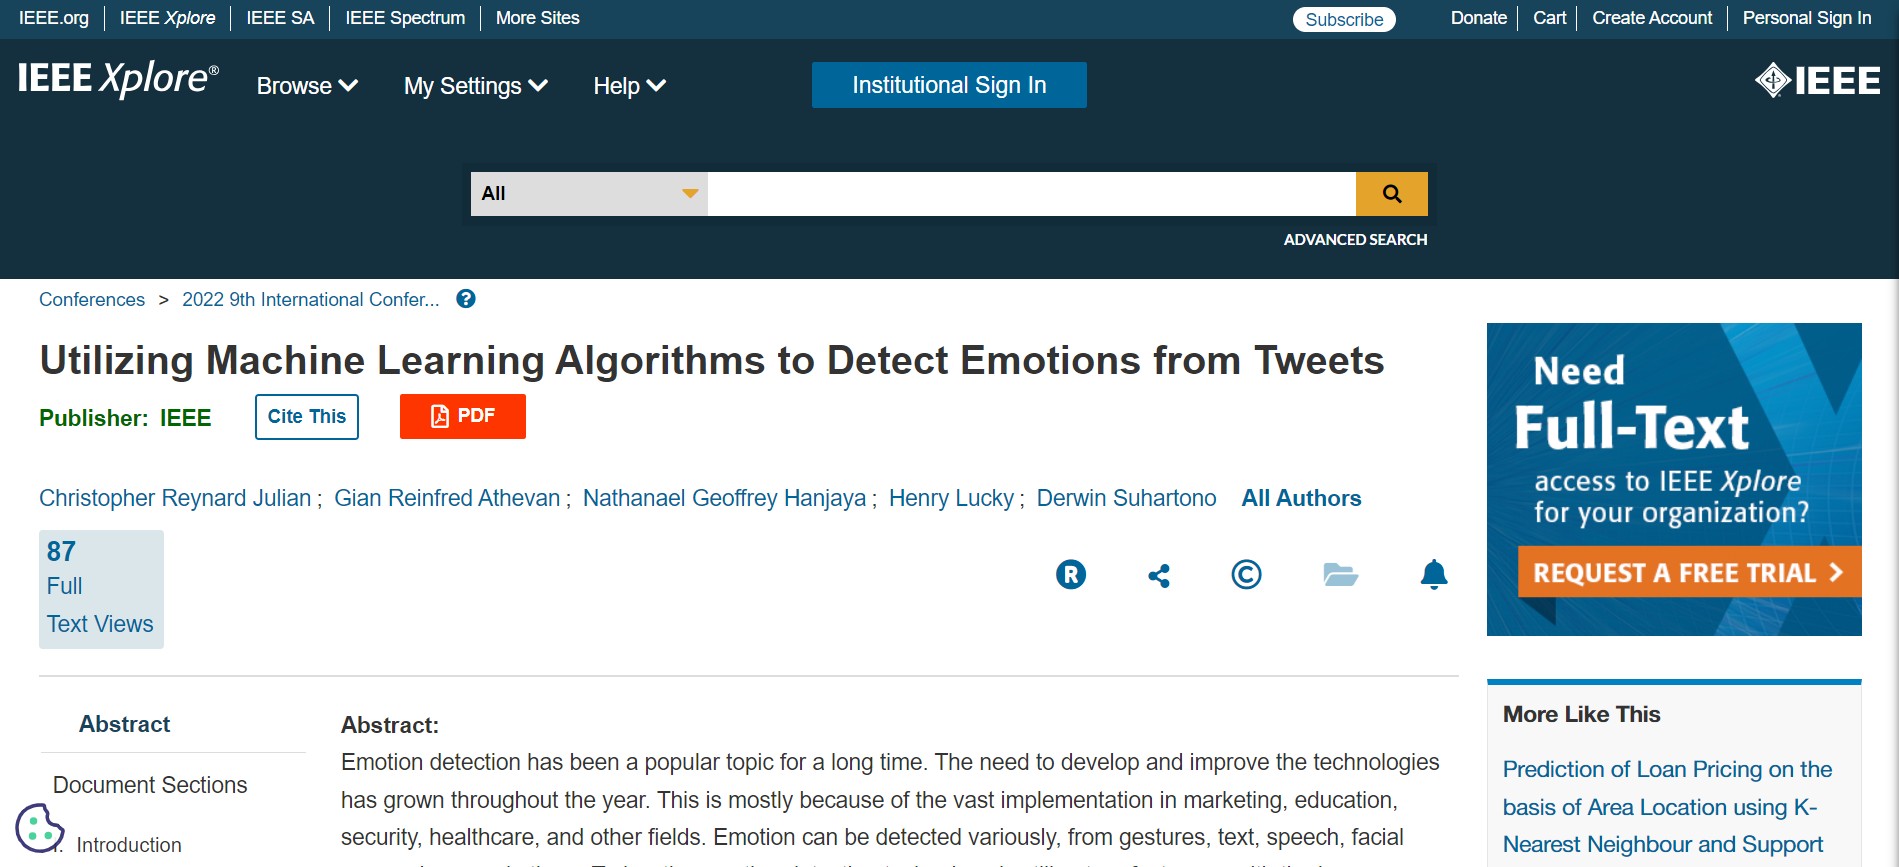 IEEE.org IEEE Xplore IEEE SA IEEE Spectrum More Sites Subscribe Donate Cart Create Account Personal Sign In
IEEE Xplore® Browse My Settings Help Institutional Sign In IEEE
All
ADVANCED SEARCH
Conferences > 2022 9th International Confer... ?
Utilizing Machine Learning Algorithms to Detect Emotions from Tweets
Publisher: IEEE Cite This PDF
Christopher Reynard Julian ; Gian Reinfred Athevan ; Nathanael Geoffrey Hanjaya ; Henry Lucky ; Derwin Suhartono All Authors
87
Full
Text Views
R ©
Need
Full-Text
access to IEEE Xplore
for your organization?
REQUEST A FREE TRIAL >
Abstract
Document Sections
Introduction
Abstract:
Emotion detection has been a popular topic for a long time. The need to develop and improve the technologies
has grown throughout the year. This is mostly because of the vast implementation in marketing, education,
security, healthcare, and other fields. Emotion can be detected variously, from gestures, text, speech, facial
More Like This
Prediction of Loan Pricing on the
basis of Area Location using K-
Nearest Neighbour and Support